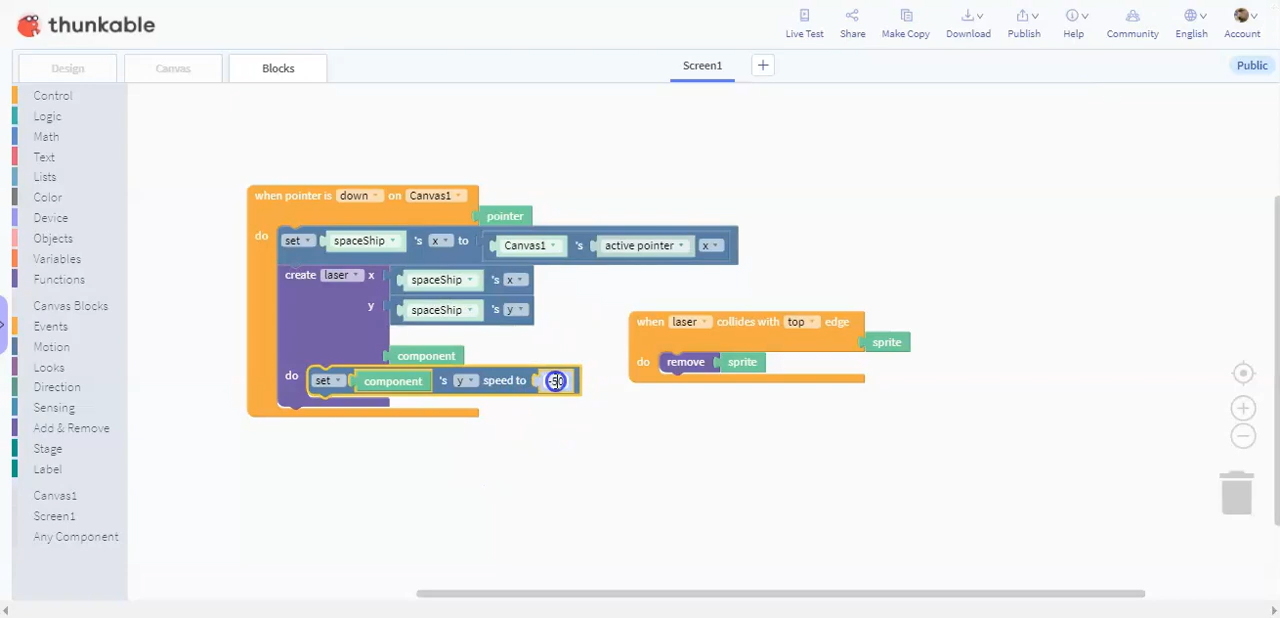 thunkable
Live Test
Share
Make Copy
Download
Publish
Help
Community
English
Account
Design
Canvas
Blocks
Screen1
+
Public
Control
Logic
Math
Text
Lists
Color
Device
Objects
Variables
Functions
Canvas Blocks
Events
Motion
Looks
Direction
Sensing
Add & Remove
Stage
Label
Canvas1
Screen1
Any Component
when pointer is down on Canvas1
pointer
do set spaceShip 's x to Canvas1 's active pointer x
create laser x spaceShip 's x
y spaceShip 's y
component
do set component 's y speed to -50
when laser collides with top edge
sprite
do remove sprite